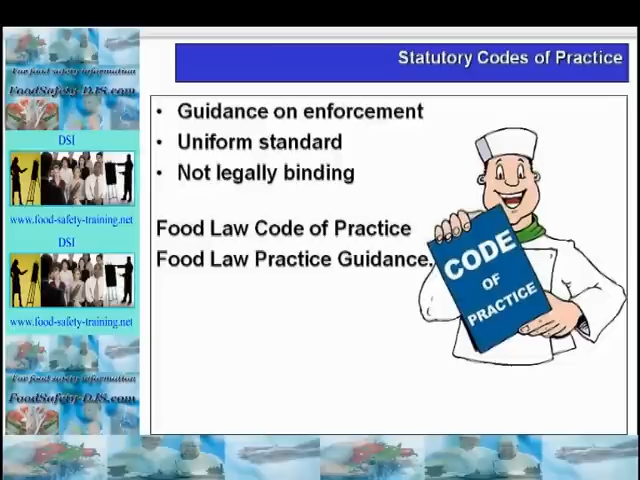 Statutory Codes of Practice
For food safety information
FoodSafety-DJS.com
DSI
www.food-safety-training.net
DSI
www.food-safety-training.net
For food safety information
FoodSafety-DJS.com
• Guidance on enforcement
• Uniform standard
• Not legally binding
Food Law Code of Practice
Food Law Practice Guidance.
CODE
OF
PRACTICE